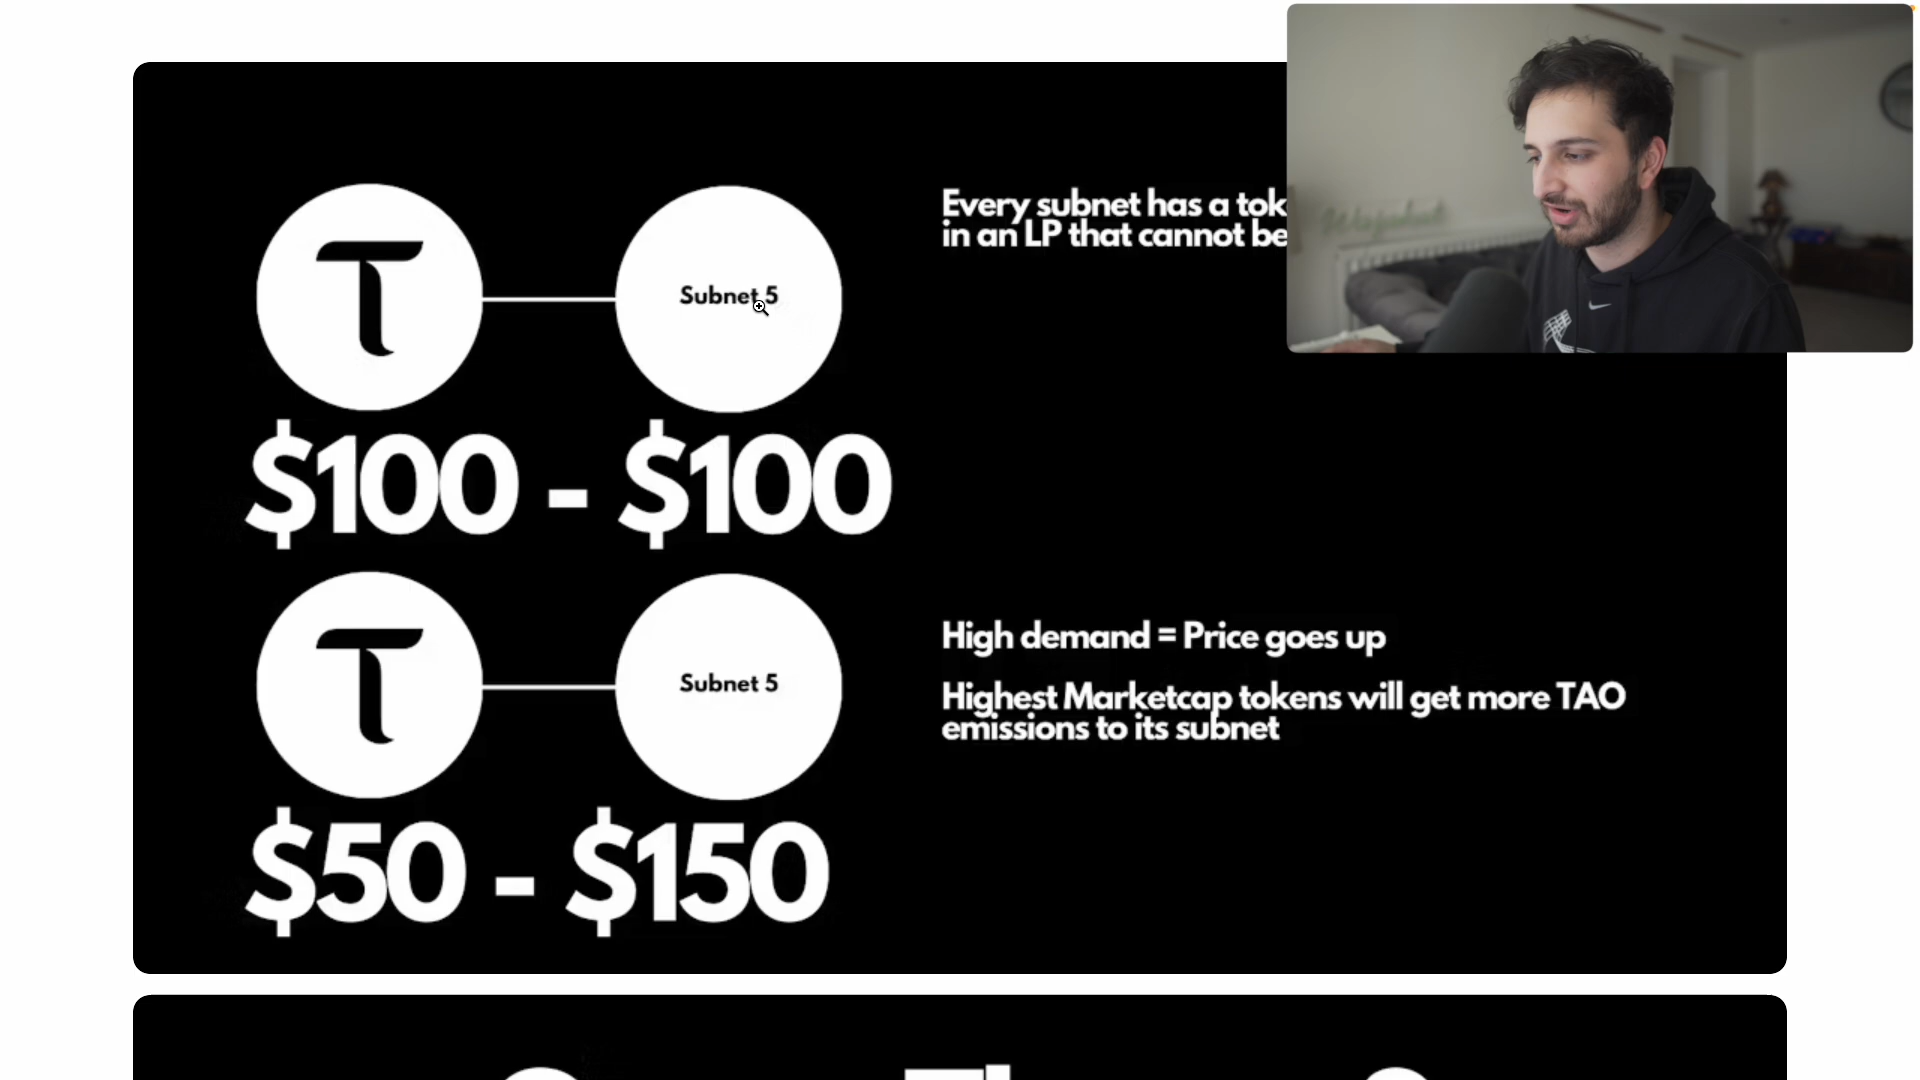 Every subnet has a tok
in an LP that cannot be
Subnet 5
$100 - $100
Subnet 5
High demand = Price goes up
Highest Marketcap tokens will get more TAO
emissions to its subnet
$50 - $150